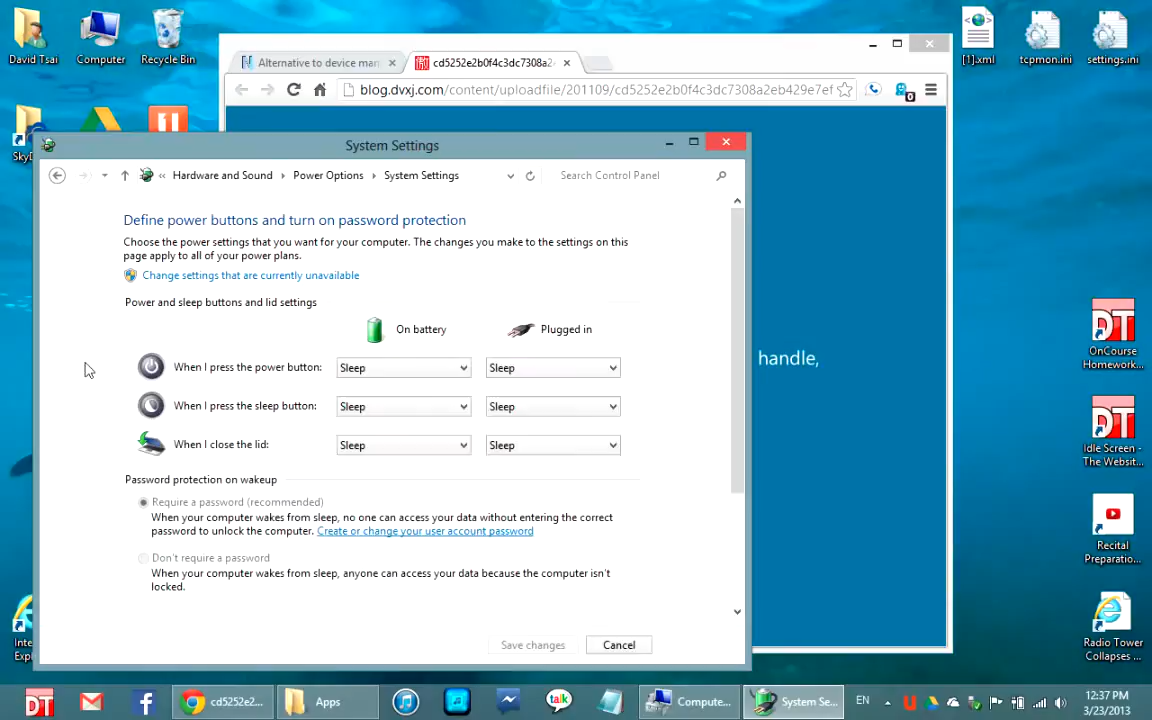 David Tsai
Computer
Recycle Bin
[1].xml
tcpmon.ini
settings.ini
Alternative to device man
cd5252e2b0f4c3dc7308a2
blog.dvxj.com/content/uploadfile/201109/cd5252e2b0f4c3dc7308a2eb429e7ef
0
System Settings
« Hardware and Sound Power Options System Settings
Search Control Panel
Define power buttons and turn on password protection
Choose the power settings that you want for your computer. The changes you make to the settings on this
page apply to all of your power plans.
Change settings that are currently unavailable
Power and sleep buttons and lid settings
On battery Plugged in
When I press the power button: Sleep Sleep
When I press the sleep button: Sleep Sleep
When I close the lid: Sleep Sleep
Password protection on wakeup
Require a password (recommended)
When your computer wakes from sleep, no one can access your data without entering the correct
password to unlock the computer. Create or change your user account password
Don't require a password
When your computer wakes from sleep, anyone can access your data because the computer isn't
locked.
Save changes Cancel
handle,
DT
OnCourse
Homework...
DT
Idle Screen -
The Websit...
Recital
Preparatio...
Radio Tower
Collapses ...
SkyD
Inte
Expl
DT
cd5252e2...
Apps
talk
Compute...
System Se...
EN
12:37 PM
3/23/2013